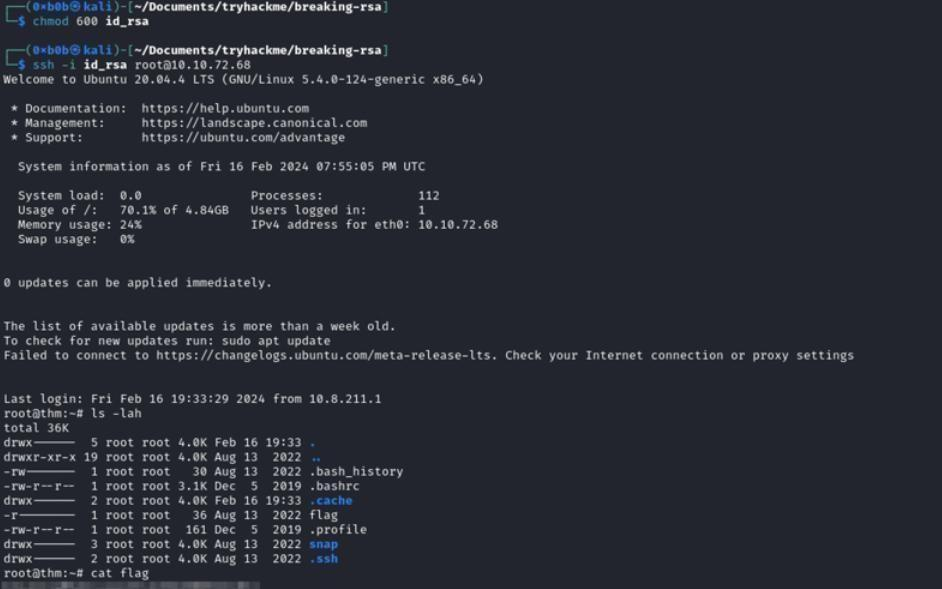 ┌──(0×b0b㉿kali)-[~/Documents/tryhackme/breaking-rsa]
└─$ chmod 600 id_rsa
┌──(0×b0b㉿kali)-[~/Documents/tryhackme/breaking-rsa]
└─$ ssh -i id_rsa root@10.10.72.68
Welcome to Ubuntu 20.04.4 LTS (GNU/Linux 5.4.0-124-generic x86_64)
* Documentation: https://help.ubuntu.com
* Management: https://landscape.canonical.com
* Support: https://ubuntu.com/advantage
System information as of Fri 16 Feb 2024 07:55:05 PM UTC
System load: 0.0 Processes: 112
Usage of /: 70.1% of 4.84GB Users logged in: 1
Memory usage: 24% IPv4 address for eth0: 10.10.72.68
Swap usage: 0%
0 updates can be applied immediately.
The list of available updates is more than a week old.
To check for new updates run: sudo apt update
Failed to connect to https://changelogs.ubuntu.com/meta-release-lts. Check your Internet connection or proxy settings
Last login: Fri Feb 16 19:33:29 2024 from 10.8.211.1
root@thm:~# ls -lah
total 36K
drwx------ 5 root root 4.0K Feb 16 19:33 .
drwxr-xr-x 19 root root 4.0K Aug 13 2022 ..
-rw------- 1 root root 30 Aug 13 2022 .bash_history
-rw-r--r-- 1 root root 3.1K Dec 5 2019 .bashrc
drwx------ 2 root root 4.0K Feb 16 19:33 .cache
-r-------- 1 root root 36 Aug 13 2022 flag
-rw-r--r-- 1 root root 161 Dec 5 2019 .profile
drwx------ 3 root root 4.0K Aug 13 2022 snap
drwx------ 2 root root 4.0K Aug 13 2022 .ssh
root@thm:~# cat flag